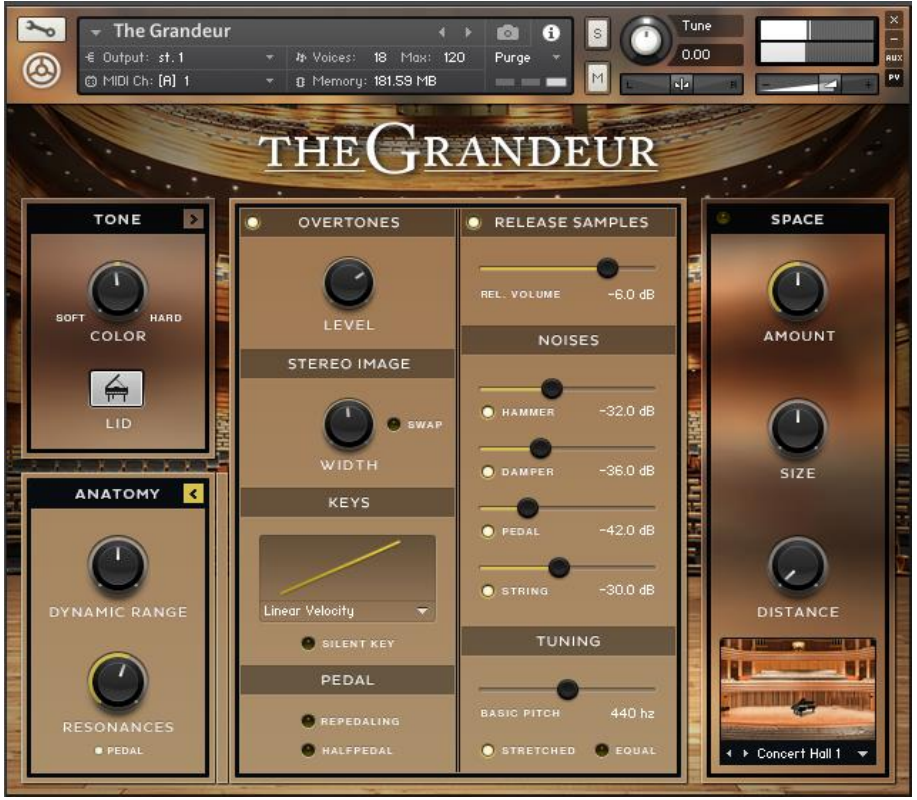 The Grandeur
Output: st. 1
Voices: 18 Max: 120
Purge
MIDI Ch: [A] 1
Memory: 181.59 MB
S
M
Tune
0.00
L
R
AUX
PV
THE GRANDEUR
TONE
SOFT
HARD
COLOR
LID
ANATOMY
DYNAMIC RANGE
RESONANCES
PEDAL
OVERTONES
LEVEL
STEREO IMAGE
SWAP
WIDTH
KEYS
Linear Velocity
SILENT KEY
PEDAL
REPEDALING
HALFPEDAL
RELEASE SAMPLES
REL. VOLUME -6.0 dB
NOISES
HAMMER -32.0 dB
DAMPER -36.0 dB
PEDAL -42.0 dB
STRING -30.0 dB
TUNING
BASIC PITCH 440 hz
STRETCHED EQUAL
SPACE
AMOUNT
SIZE
DISTANCE
Concert Hall 1